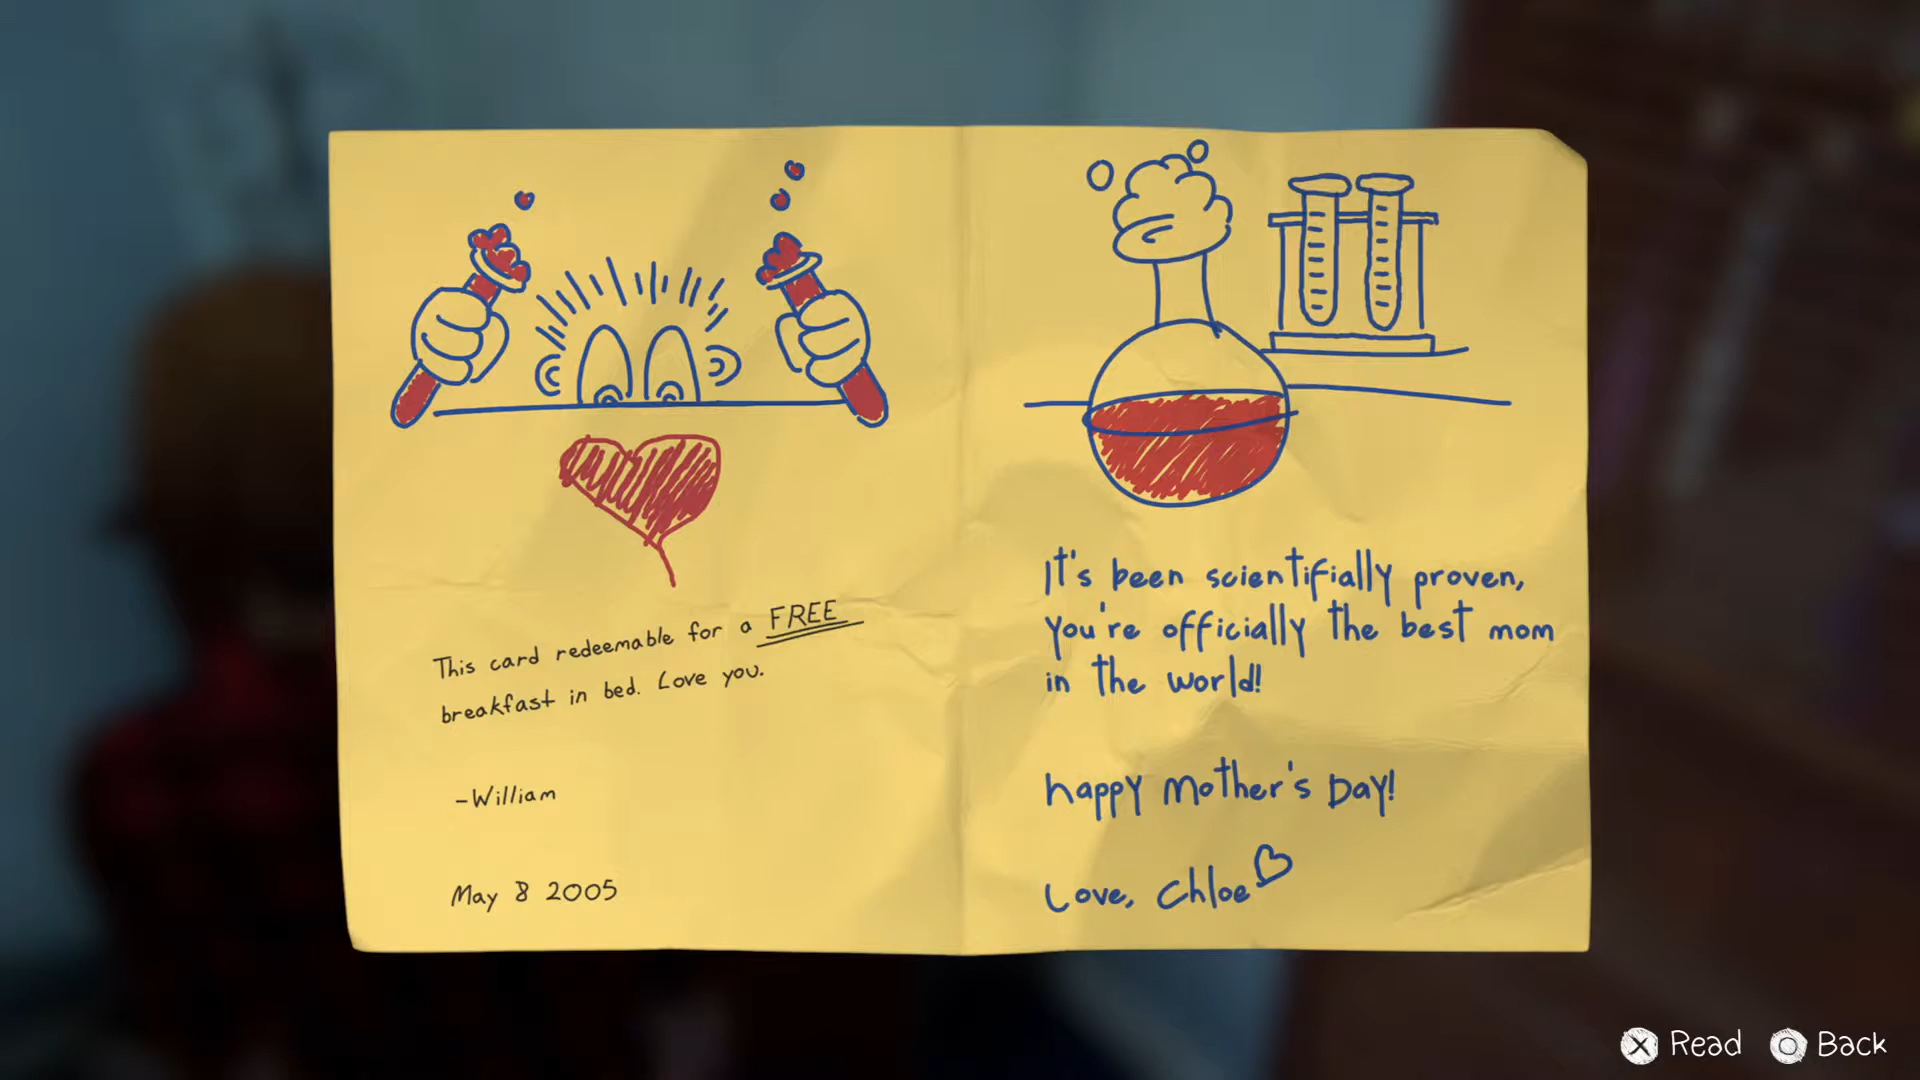 This card redeemable for a FREE
breakfast in bed. Love you.
-William
May 8 2005
It's been scientifially proven,
you're officially the best mom
in the world!
happy Mother's Day!
Love, Chloe
Read
Back